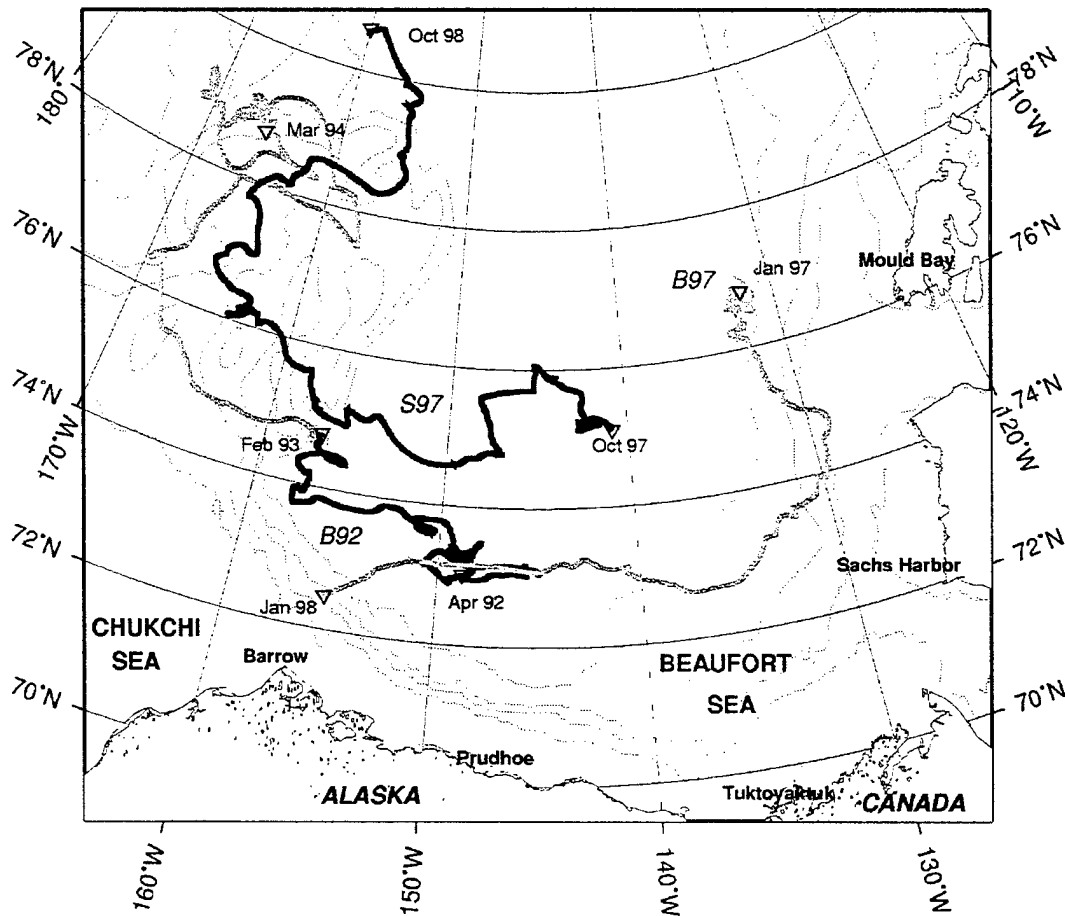 Oct 98
78°N
180°
78°N
110°W
Mar 94
76°N
76°N
Mould Bay
B97
Jan 97
74°N
170°W
S97
74°N
120°W
Feb 93
Oct 97
B92
72°N
72°N
Sachs Harbor
Jan 98
Apr 92
CHUKCHI
SEA
Barrow
BEAUFORT
SEA
70°N
70°N
Prudhoe
ALASKA
Tuktoyaktuk
CANADA
160°W
150°W
140°W
130°W